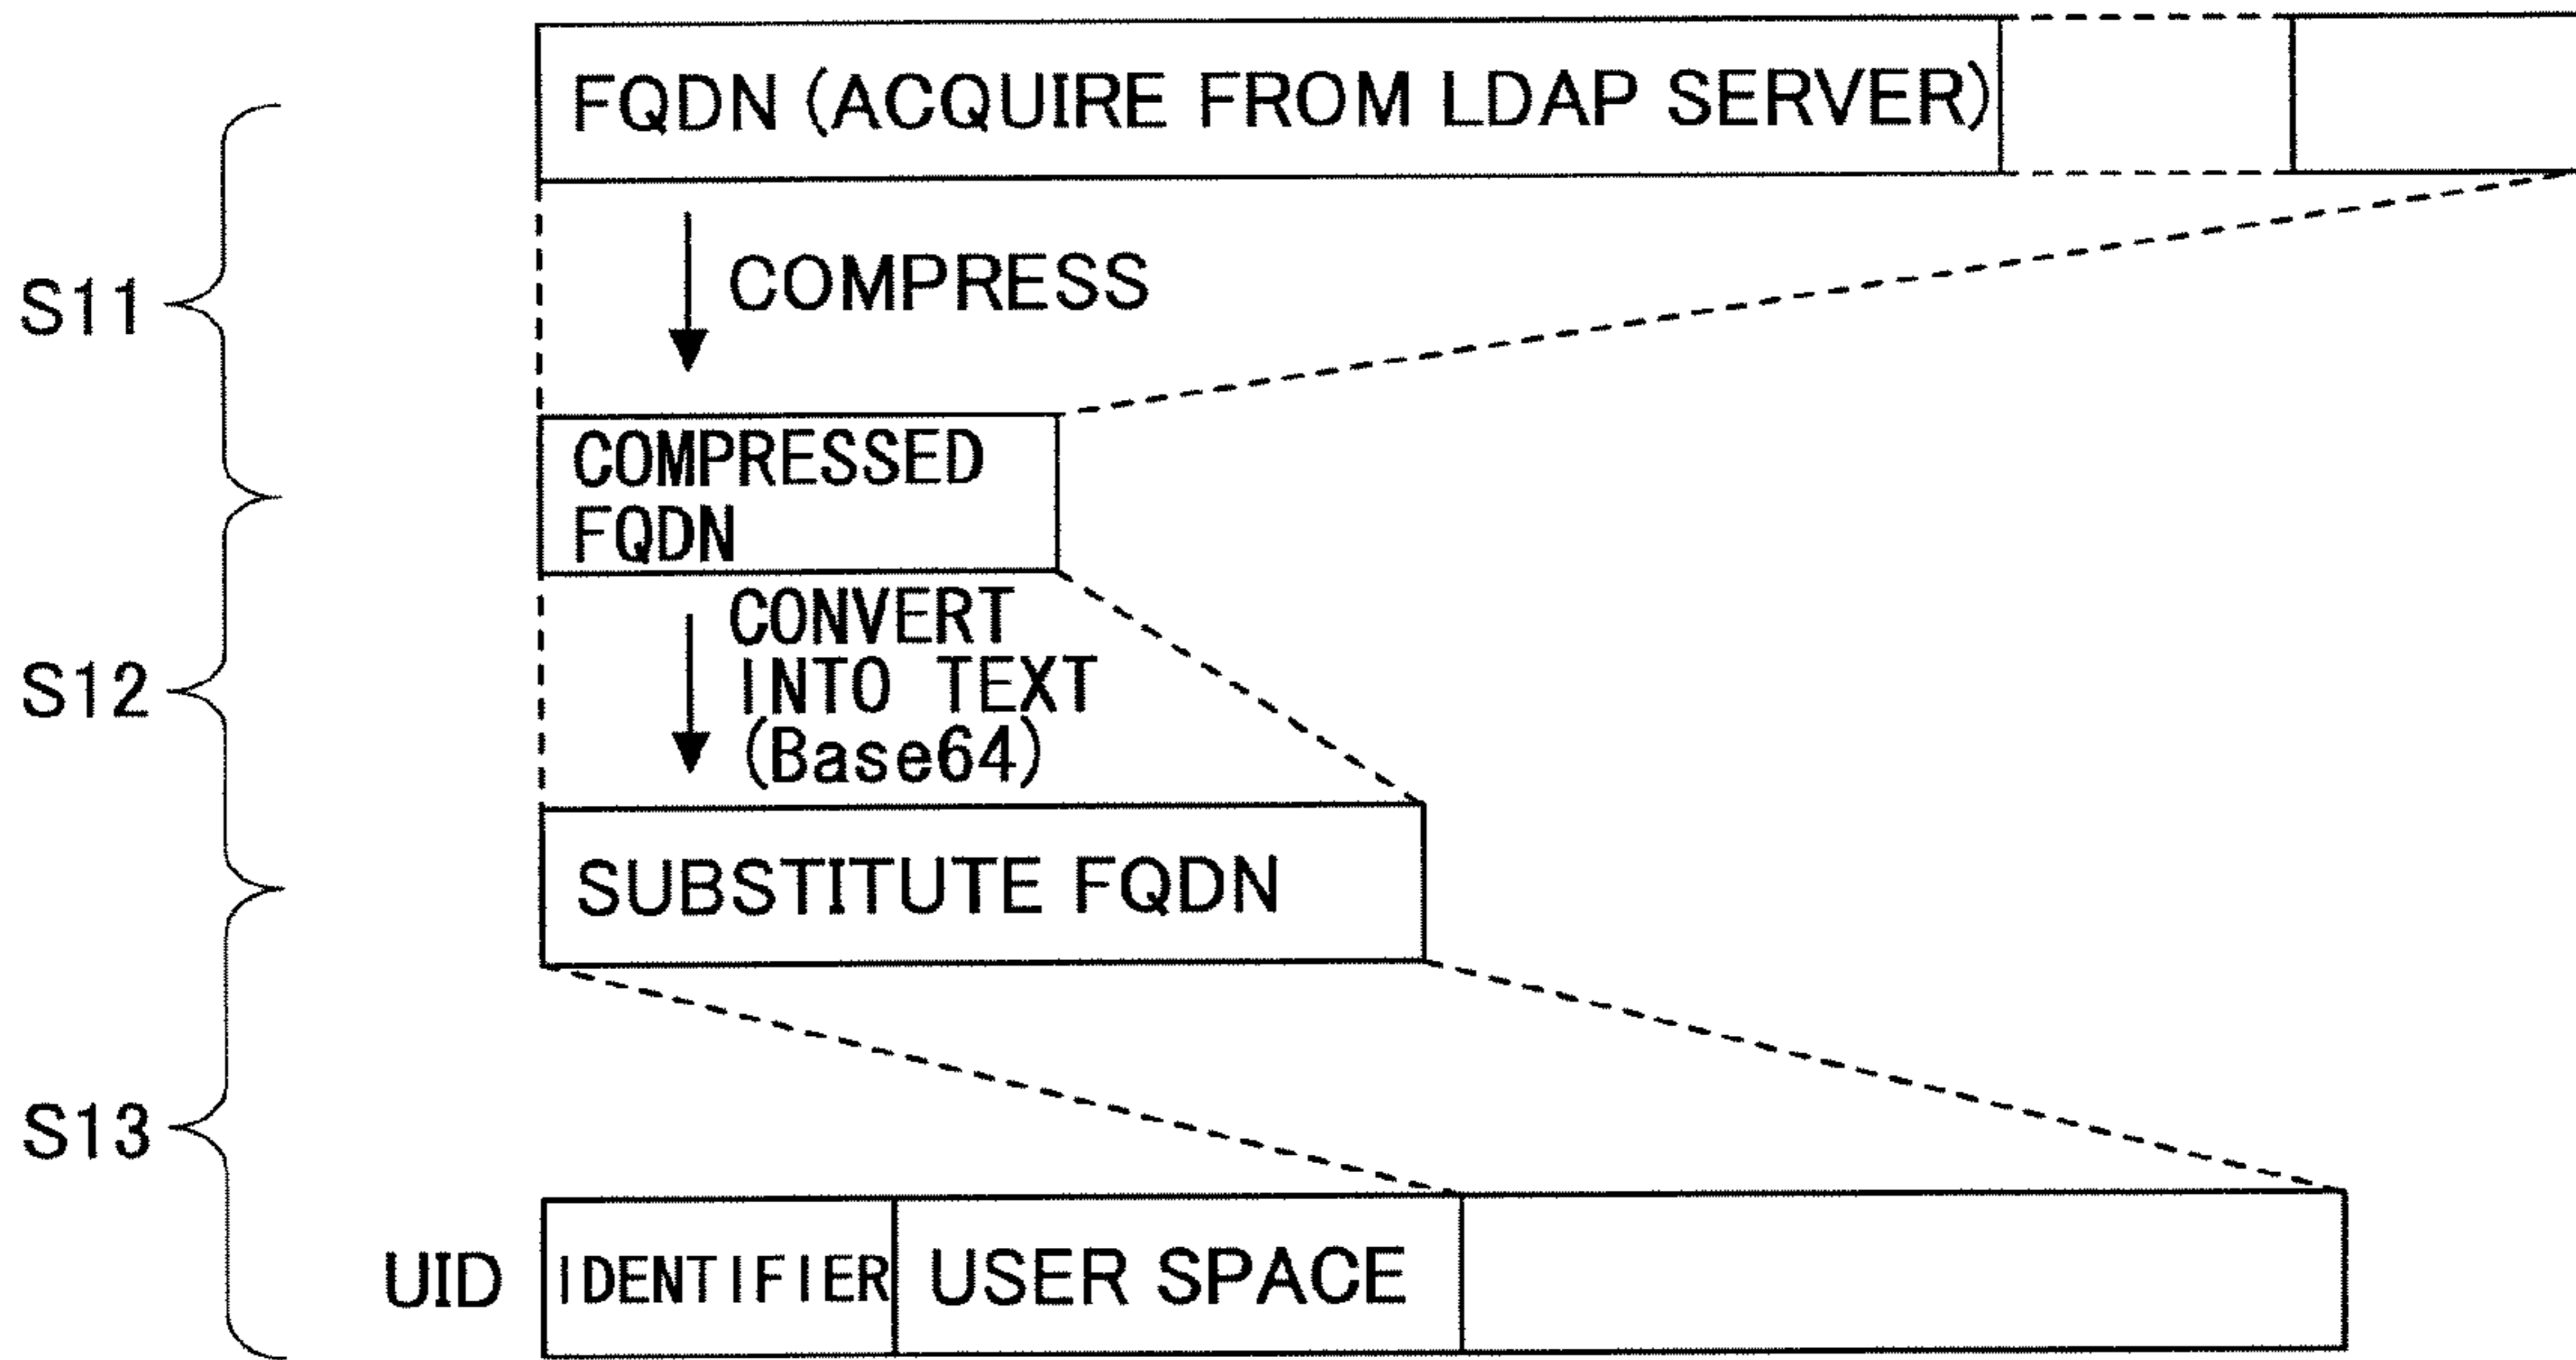 FQDN (ACQUIRE FROM LDAP SERVER)
S11
COMPRESS
COMPRESSED
FQDN
S12
CONVERT
INTO TEXT
(Base64)
SUBSTITUTE FQDN
S13
UID
IDENTIFIER
USER SPACE